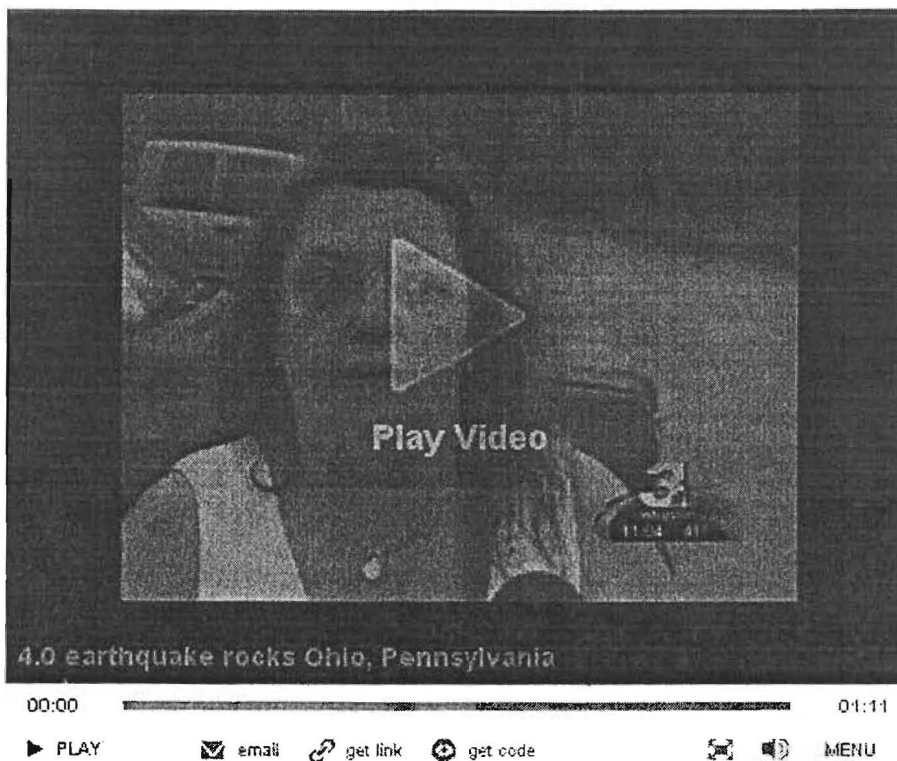 Play Video
4.0 earthquake rocks Ohio, Pennsylvania
00:00 01:11
PLAY email get link get code MENU